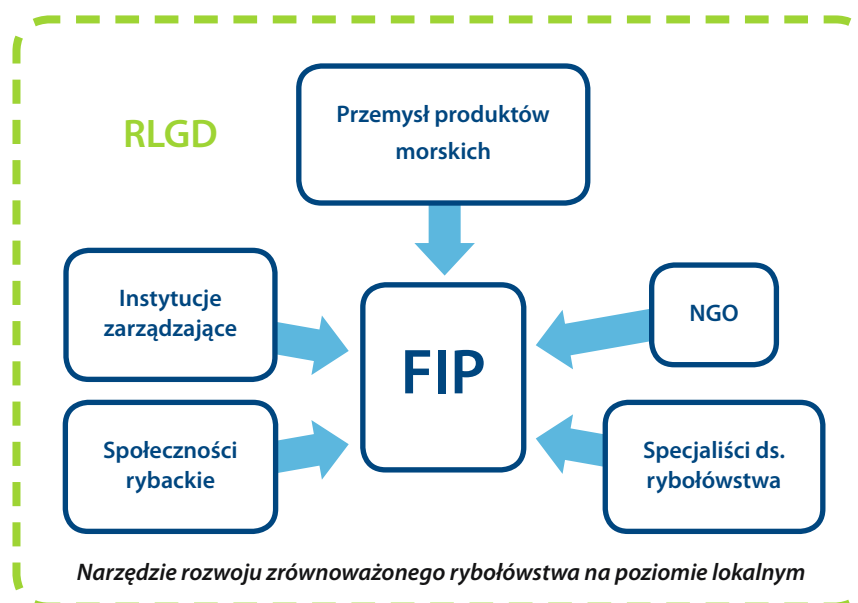 RLGD
Przemysł produktów
morskich
Instytucje
zarządzające
NGO
FIP
Społeczności
rybackie
Specjaliści ds.
rybołówstwa
Narzędzie rozwoju zrównoważonego rybołówstwa na poziomie lokalnym